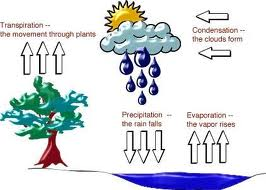 Transpiration --
the movement through plants
Condensation --
the clouds form
Precipitation --
the rain falls
Evaporation --
the vapor rises